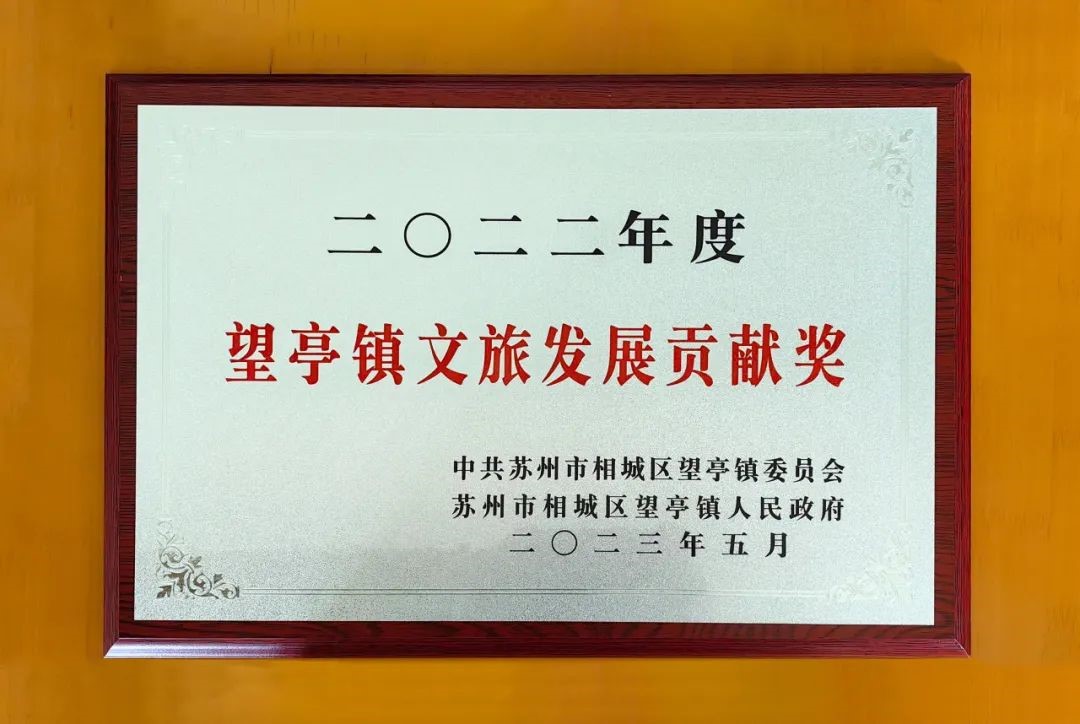 二〇二二年度
望亭镇文旅发展贡献奖
中共苏州市相城区望亭镇委员会
苏州市相城区望亭镇人民政府
二〇二三年五月